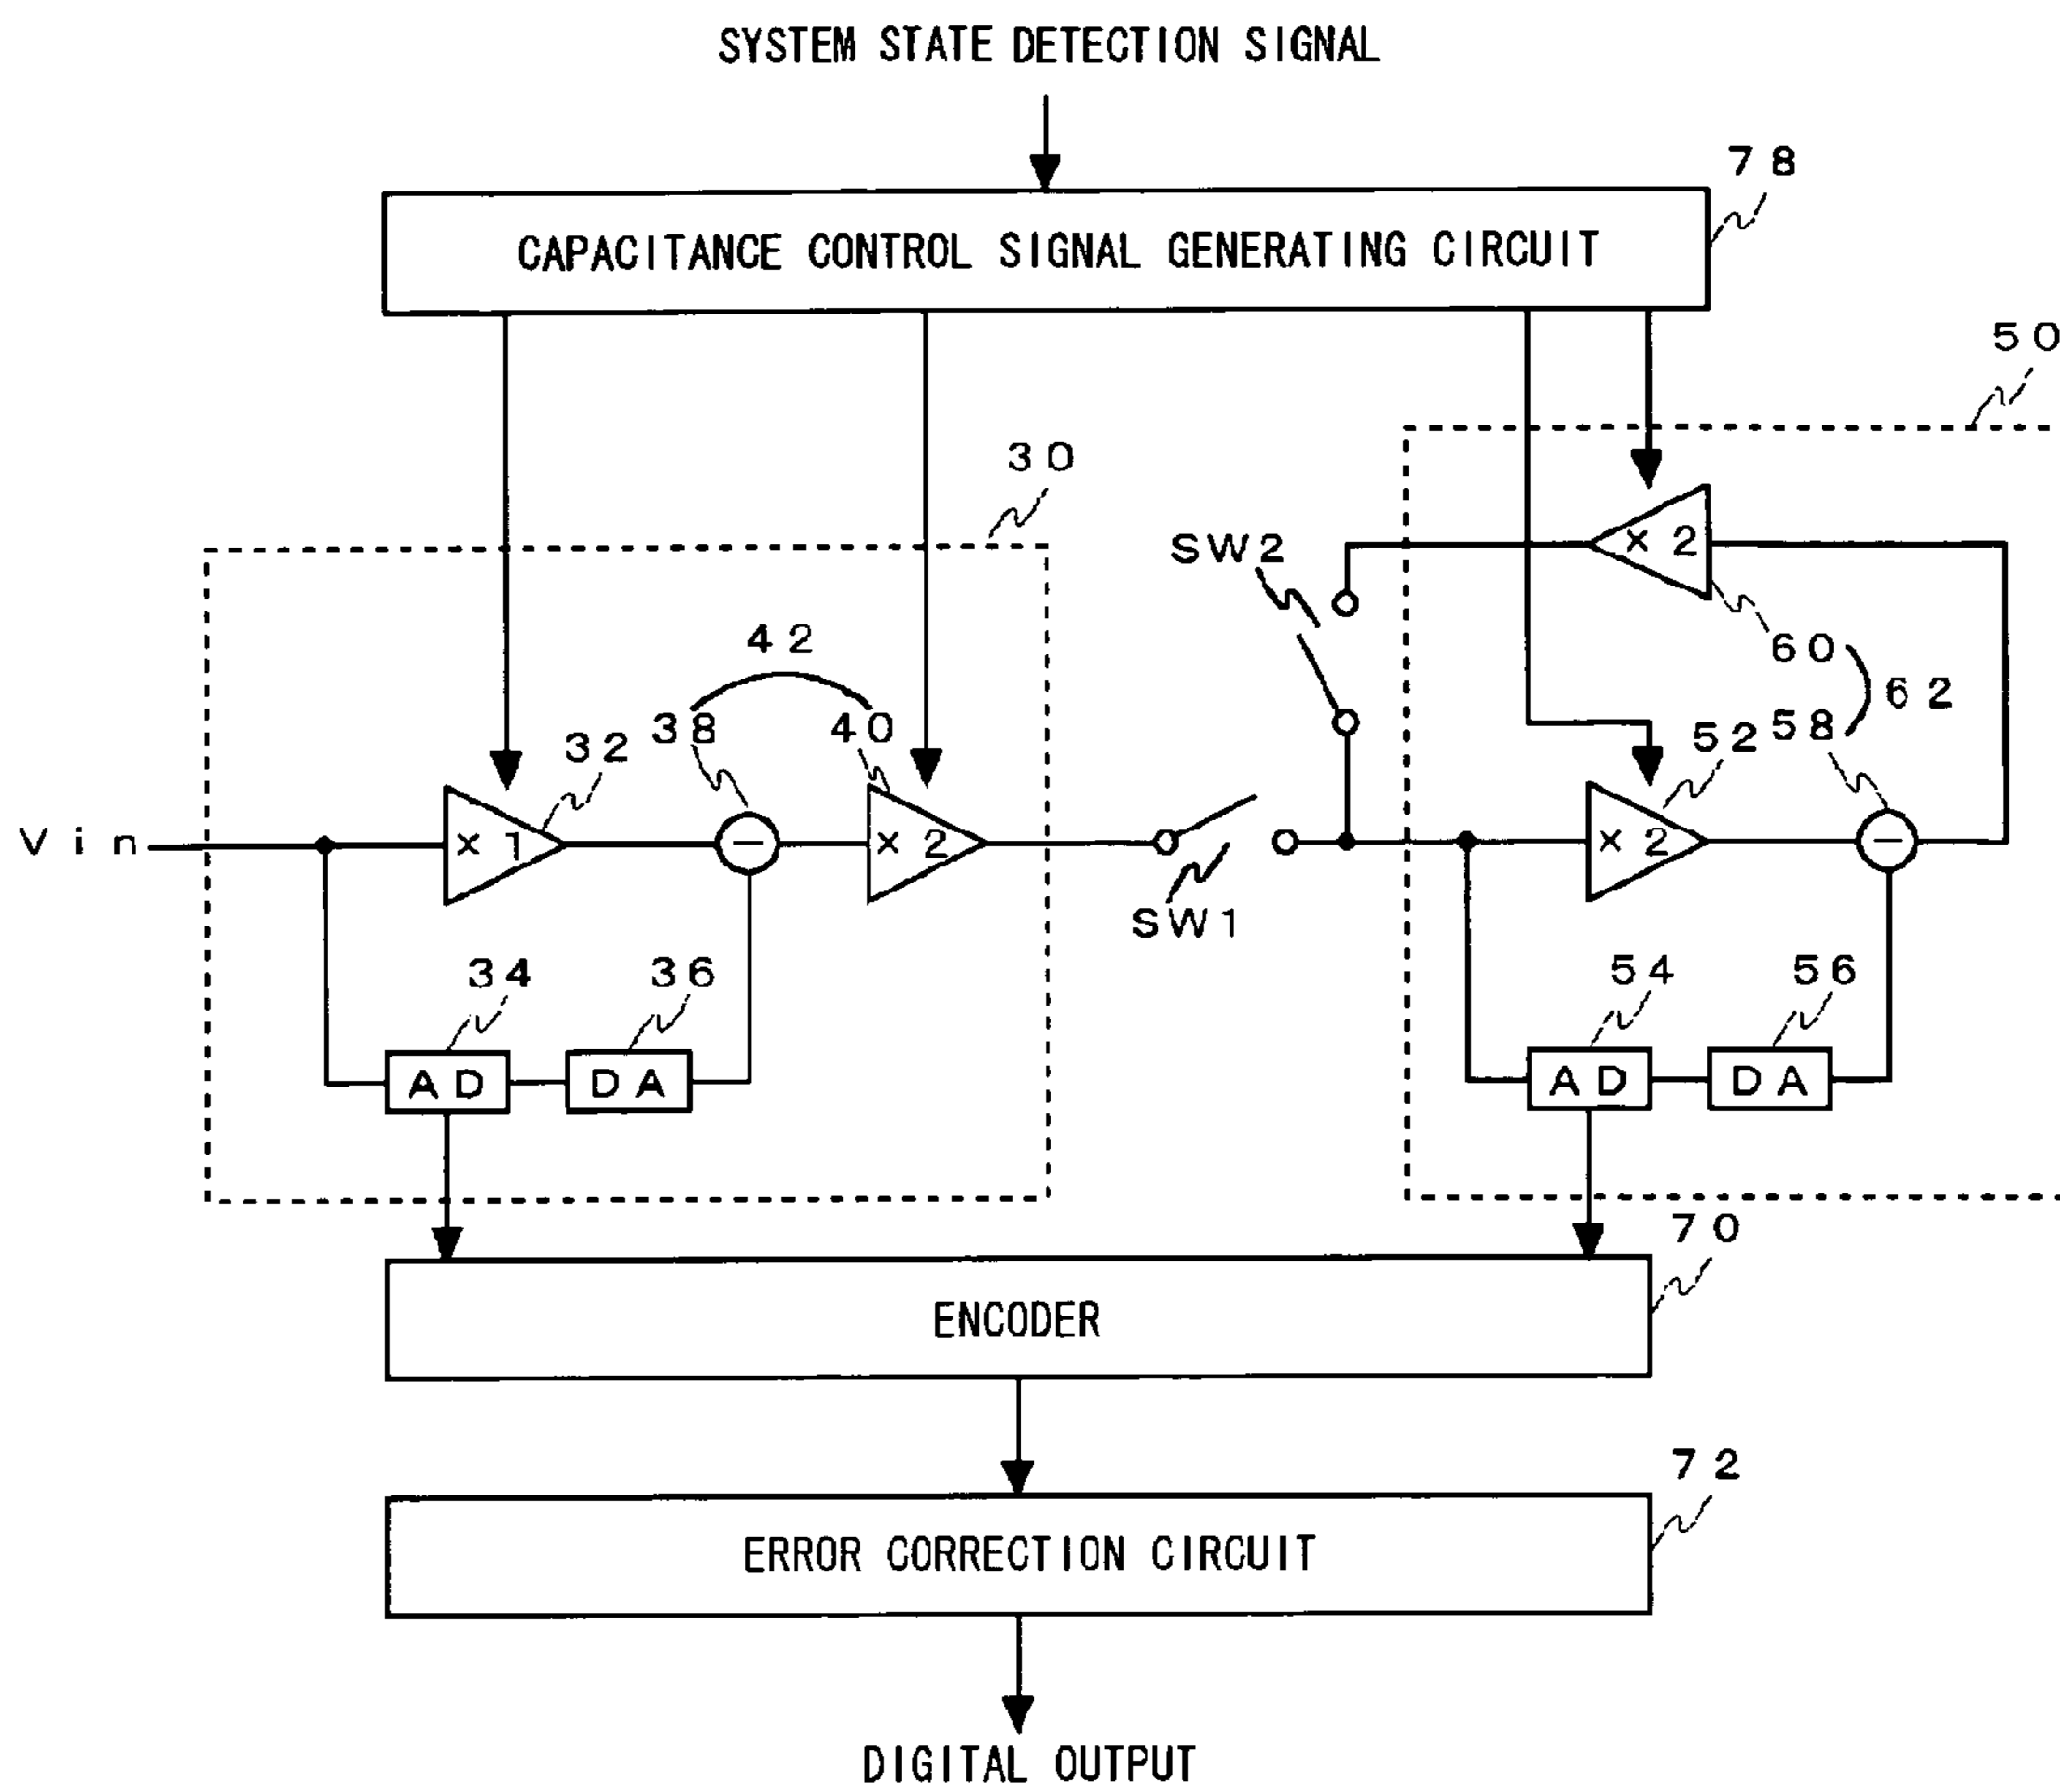 SYSTEM STATE DETECTION SIGNAL
78
CAPACITANCE CONTROL SIGNAL GENERATING CIRCUIT
50
30
SW2
×2
42
60
62
38
40
58
32
52
Vin
×1
−
×2
×2
−
SW1
34
36
54
56
AD
DA
AD
DA
70
ENCODER
72
ERROR CORRECTION CIRCUIT
DIGITAL OUTPUT